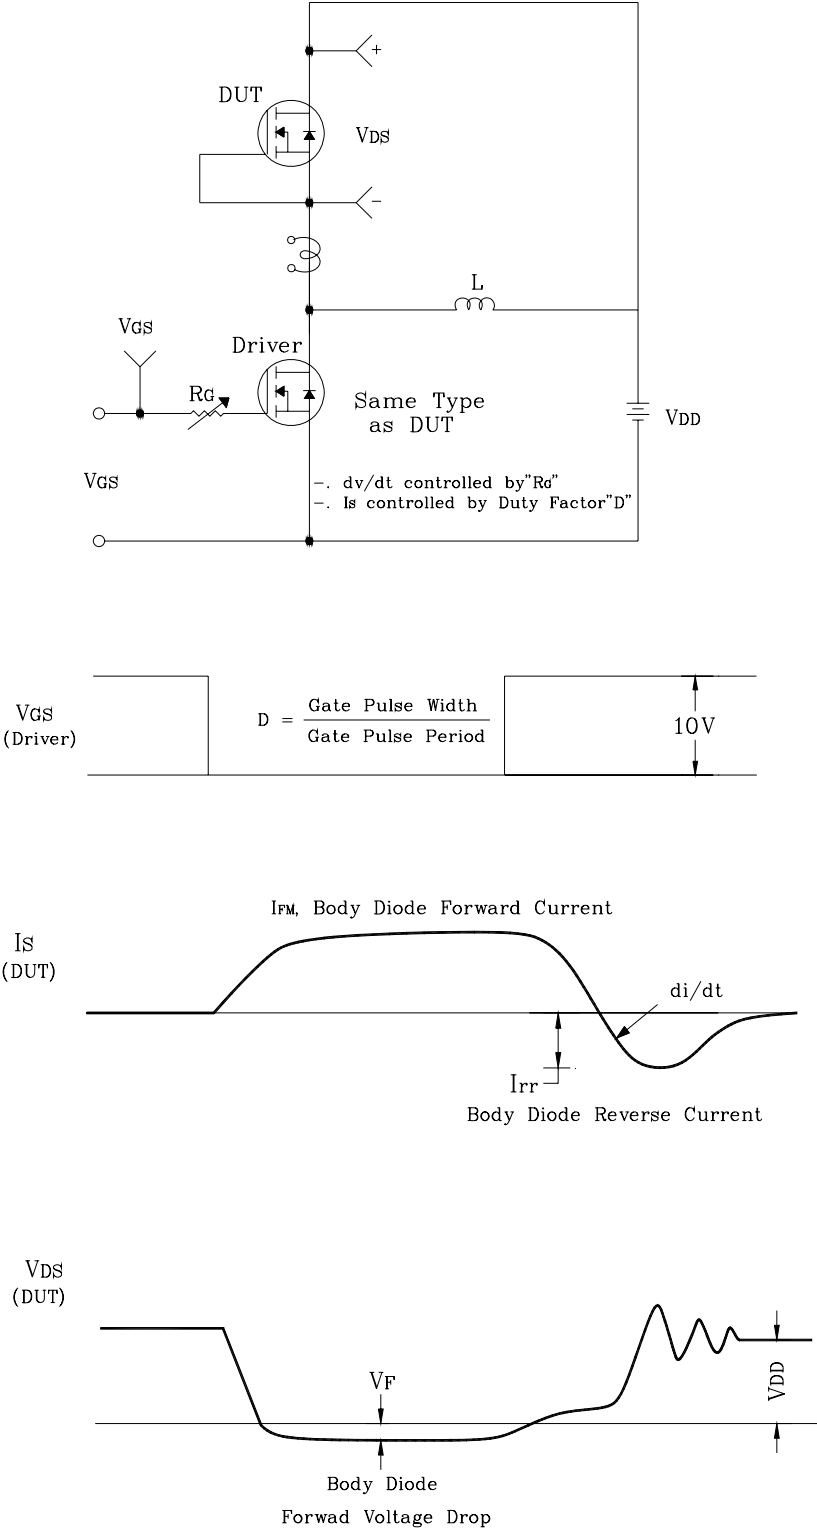 +
DUT
VDS
−
L
VGS
Driver
RG
Same Type
as DUT
VDD
VGS
−. dv/dt controlled by"RG"
−. Is controlled by Duty Factor"D"
VGS
(Driver)
D = Gate Pulse Width
Gate Pulse Period
10V
IFM, Body Diode Forward Current
IS
(DUT)
di/dt
Irr
Body Diode Reverse Current
VDS
(DUT)
VF
VDD
Body Diode
Forwad Voltage Drop